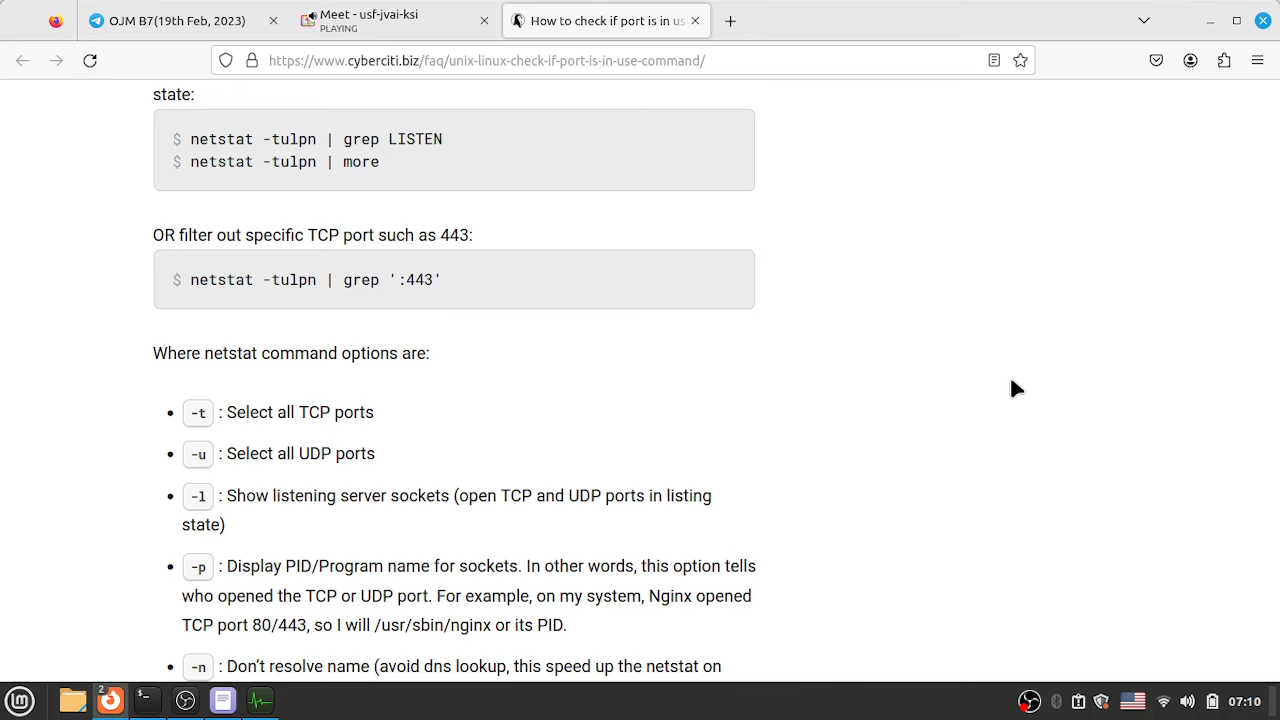 OJM B7(19th Feb, 2023)
Meet - usf-jvai-ksi
PLAYING
How to check if port is in us
https://www.cyberciti.biz/faq/unix-linux-check-if-port-is-in-use-command/
state:
$ netstat -tulpn | grep LISTEN
$ netstat -tulpn | more
OR filter out specific TCP port such as 443:
$ netstat -tulpn | grep ':443'
Where netstat command options are:
• -t : Select all TCP ports
• -u : Select all UDP ports
• -l : Show listening server sockets (open TCP and UDP ports in listing
state)
• -p : Display PID/Program name for sockets. In other words, this option tells
who opened the TCP or UDP port. For example, on my system, Nginx opened
TCP port 80/443, so I will /usr/sbin/nginx or its PID.
• -n : Don’t resolve name (avoid dns lookup, this speed up the netstat on
2
07:10